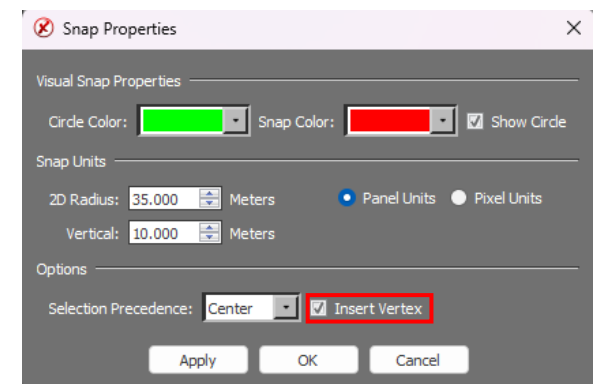 Snap Properties
Visual Snap Properties
Circle Color: Snap Color: Show Circle
Snap Units
2D Radius: 35.000 Meters Panel Units Pixel Units
Vertical: 10.000 Meters
Options
Selection Precedence: Center Insert Vertex
Apply OK Cancel